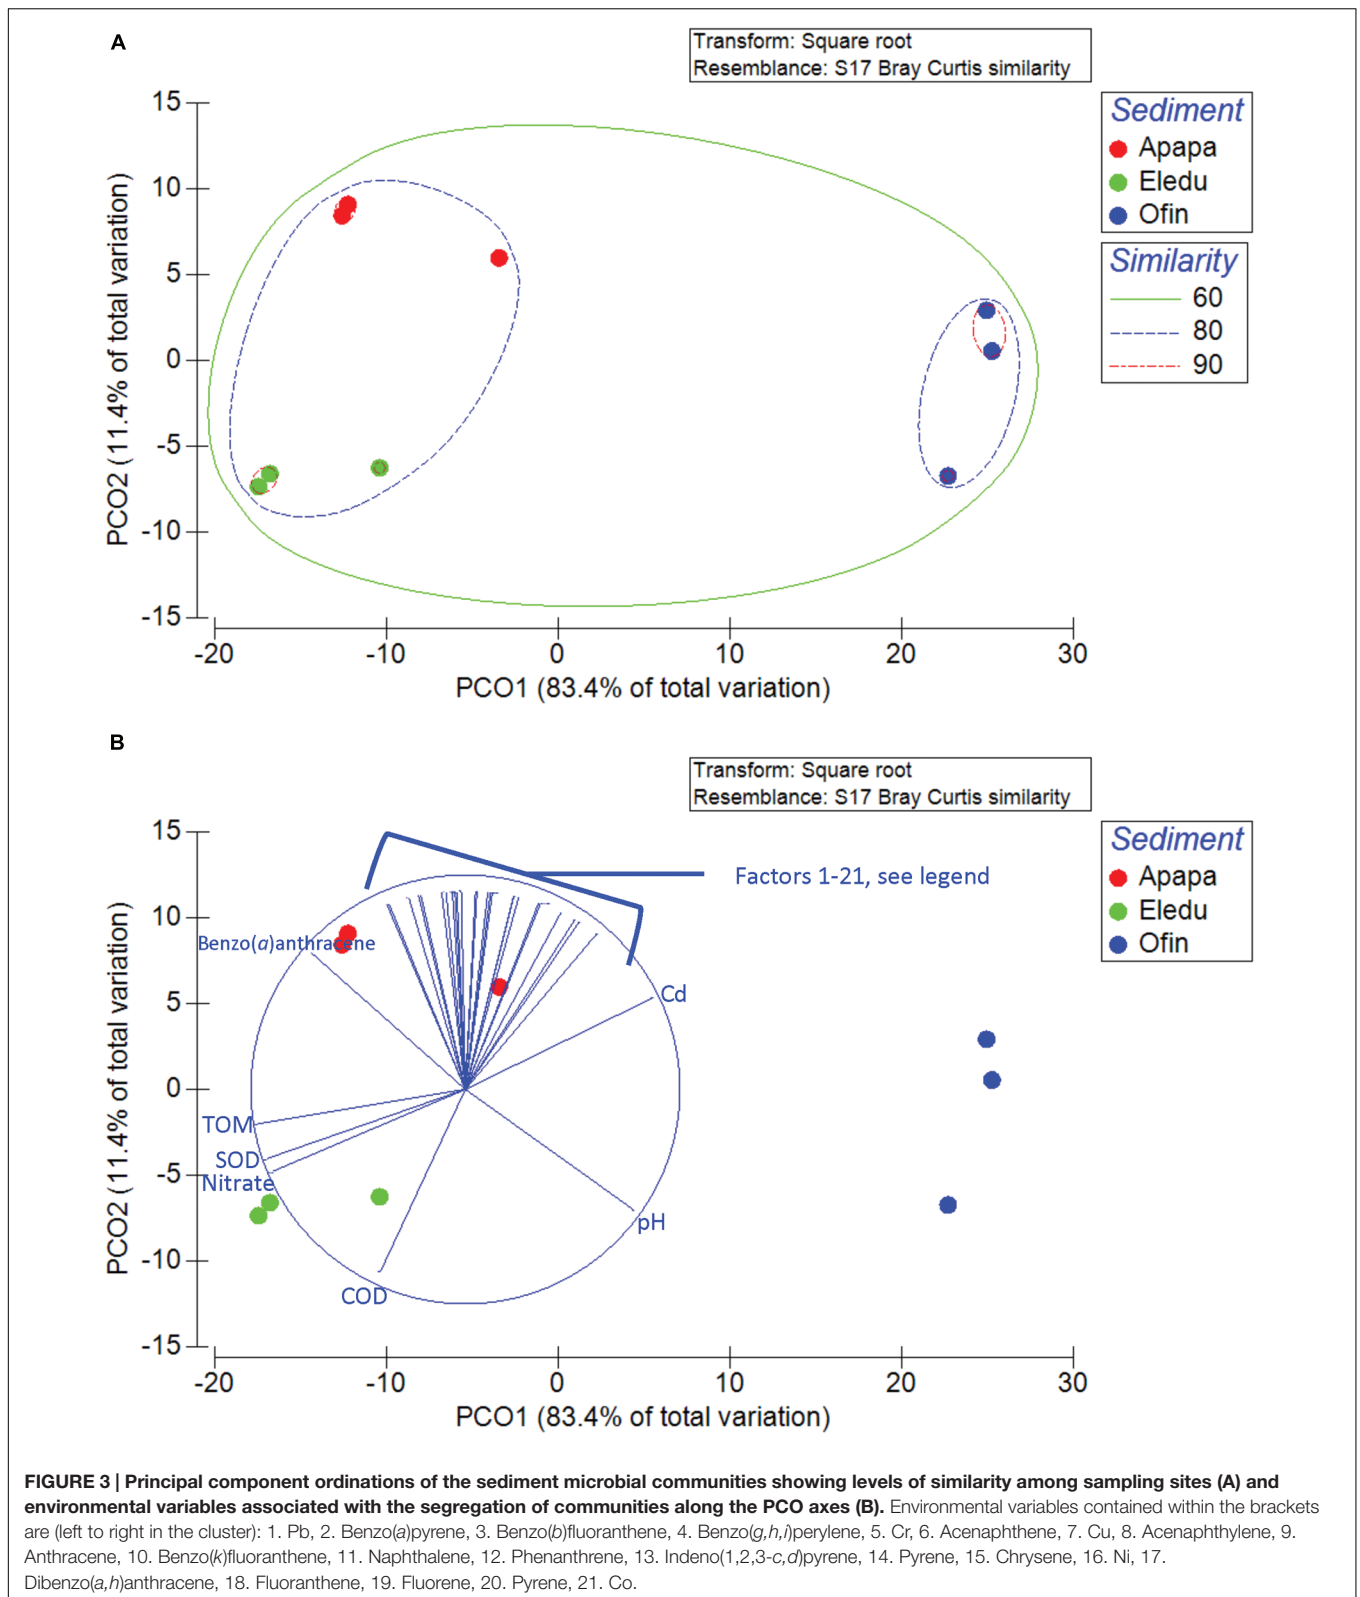 A
Transform: Square root
Resemblance: S17 Bray Curtis similarity
Sediment
Apapa
Eledu
Ofin
Similarity
60
80
90
15
10
5
0
-5
-10
-15
PCO2 (11.4% of total variation)
-20
-10
0
10
20
30
PCO1 (83.4% of total variation)
B
Transform: Square root
Resemblance: S17 Bray Curtis similarity
Sediment
Apapa
Eledu
Ofin
Factors 1-21, see legend
Benzo(a)anthracene
Cd
TOM
SOD
Nitrate
pH
COD
15
10
5
0
-5
-10
-15
PCO2 (11.4% of total variation)
-20
-10
0
10
20
30
PCO1 (83.4% of total variation)
FIGURE 3 | Principal component ordinations of the sediment microbial communities showing levels of similarity among sampling sites (A) and
environmental variables associated with the segregation of communities along the PCO axes (B). Environmental variables contained within the brackets
are (left to right in the cluster): 1. Pb, 2. Benzo(a)pyrene, 3. Benzo(b)fluoranthene, 4. Benzo(g,h,i)perylene, 5. Cr, 6. Acenaphthene, 7. Cu, 8. Acenaphthylene, 9.
Anthracene, 10. Benzo(k)fluoranthene, 11. Naphthalene, 12. Phenanthrene, 13. Indeno(1,2,3-c,d)pyrene, 14. Pyrene, 15. Chrysene, 16. Ni, 17.
Dibenzo(a,h)anthracene, 18. Fluoranthene, 19. Fluorene, 20. Pyrene, 21. Co.